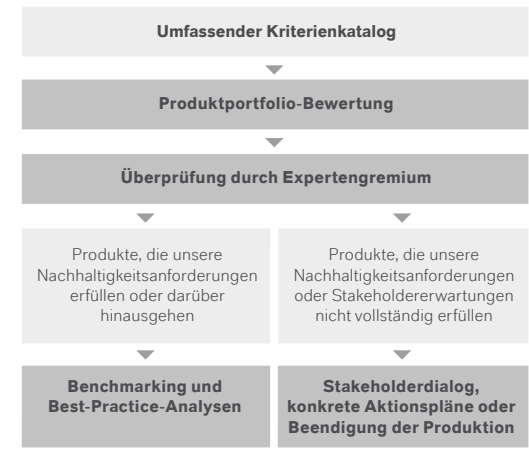 Umfassender Kriterienkatalog
Produktportfolio-Bewertung
Überprüfung durch Expertengremium
Produkte, die unsere
Nachhaltigkeitsanforderungen
erfüllen oder darüber
hinausgehen
Produkte, die unsere
Nachhaltigkeitsanforderungen
oder Stakeholdererwartungen
nicht vollständig erfüllen
Benchmarking und
Best-Practice-Analysen
Stakeholderdialog,
konkrete Aktionspläne oder
Beendigung der Produktion